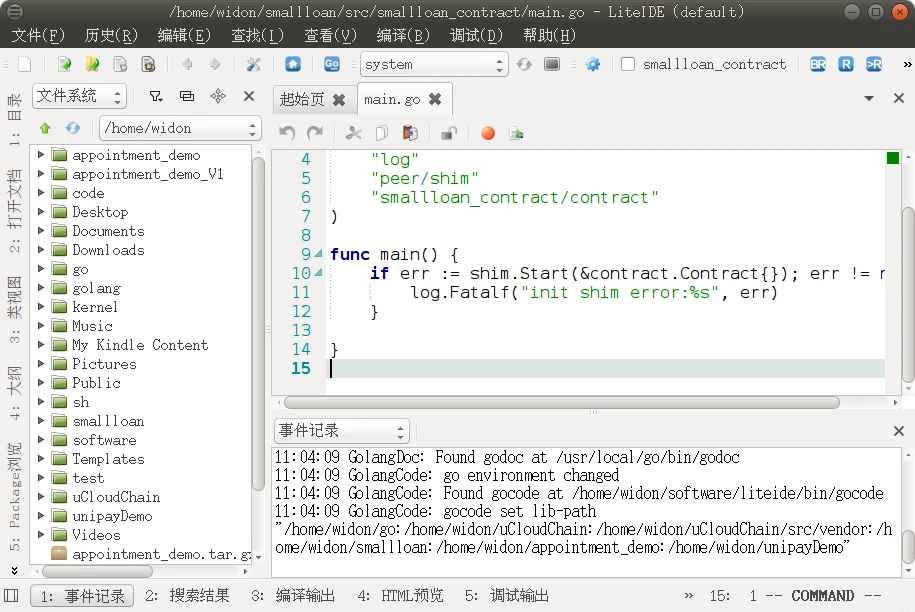 /home/widon/smallloan/src/smallloan_contract/main.go - LiteIDE (default)
文件(F) 历史(R) 编辑(E) 查找(I) 查看(V) 编译(B) 调试(D) 帮助(H)
Go system smallloan_contract BR R >R »
1: 目录
2: 打开文档
3: 类视图
4: 大纲
5: Package浏览
文件系统
/home/widon
appointment_demo
appointment_demo_V1
code
Desktop
Documents
Downloads
go
golang
kernel
Music
My Kindle Content
Pictures
Public
sh
smallloan
software
Templates
test
uCloudChain
unipayDemo
Videos
appointment_demo.tar.gz
起始页 main.go
4 "log"
5 "peer/shim"
6 "smallloan_contract/contract"
7 )
8
9 func main() {
10 if err := shim.Start(&contract.Contract{}); err != n
11 log.Fatalf("init shim error:%s", err)
12 }
13
14 }
15
事件记录
11:04:09 GolangDoc: Found godoc at /usr/local/go/bin/godoc
11:04:09 GolangCode: go environment changed
11:04:09 GolangCode: Found gocode at /home/widon/software/liteide/bin/gocode
11:04:09 GolangCode: gocode set lib-path
"/home/widon/go:/home/widon/uCloudChain:/home/widon/uCloudChain/src/vendor:/h
ome/widon/smallloan:/home/widon/appointment_demo:/home/widon/unipayDemo"
1: 事件记录 2: 搜索结果 3: 编译输出 4: HTML预览 5: 调试输出 » 15: 1 -- COMMAND --